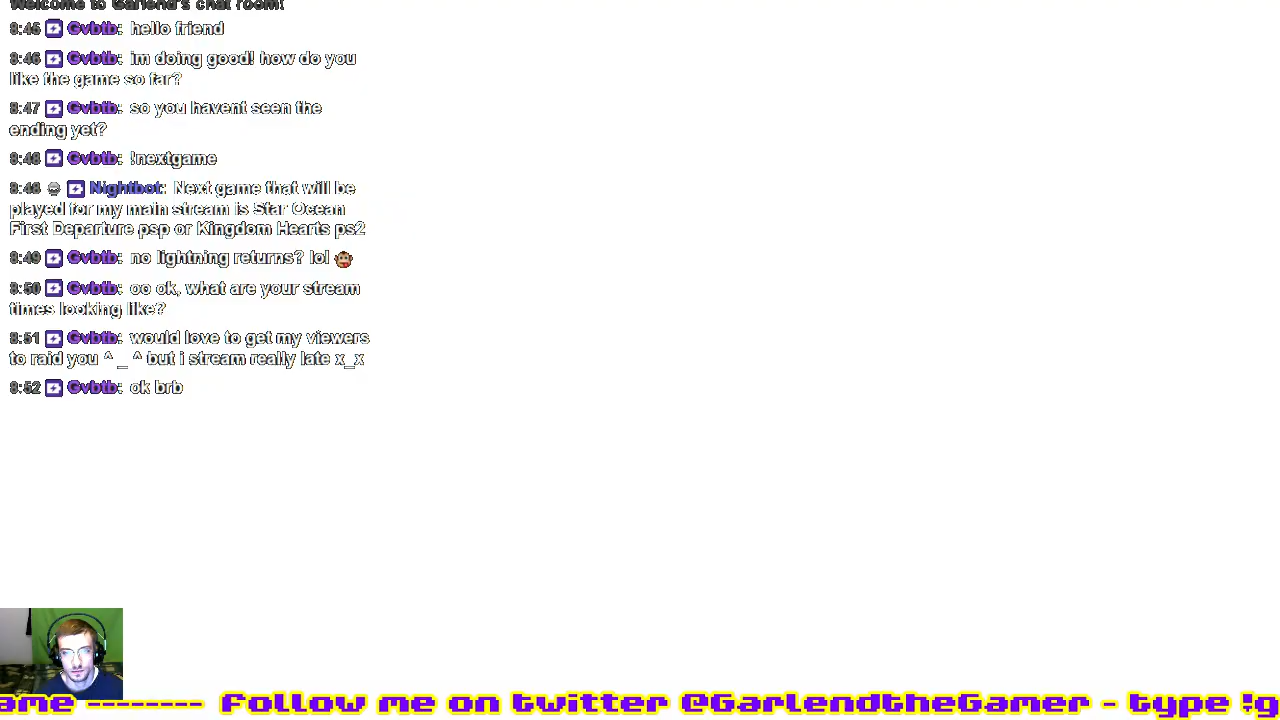 Welcome to Garlend's chat room!
8:45 Gvbtb: hello friend
8:46 Gvbtb: im doing good! how do you
like the game so far?
8:47 Gvbtb: so you havent seen the
ending yet?
8:48 Gvbtb: !nextgame
8:48 Nightbot: Next game that will be
played for my main stream is Star Ocean
First Departure psp or Kingdom Hearts ps2
8:49 Gvbtb: no lightning returns? lol
8:50 Gvbtb: oo ok, what are your stream
times looking like?
8:51 Gvbtb: would love to get my viewers
to raid you ^ _ ^ but i stream really late x_x
8:52 Gvbtb: ok brb
ame -------- Follow me on twitter @GarlendtheGamer - type !g